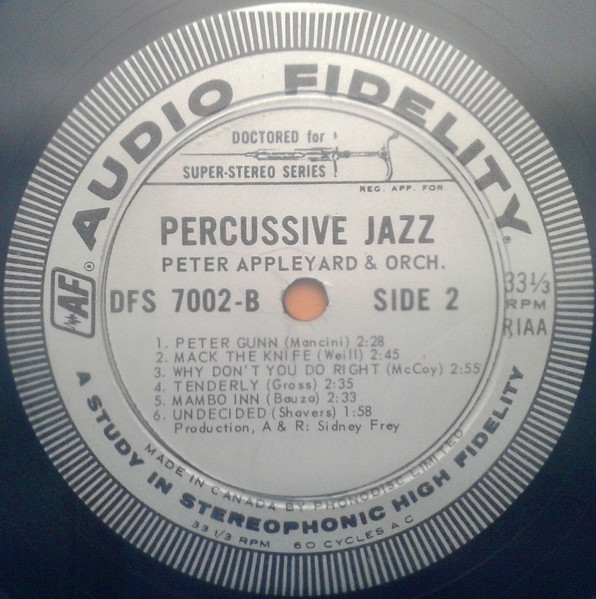 AUDIO FIDELITY®
DOCTORED for
SUPER-STEREO SERIES
REG. APP. FOR
PERCUSSIVE JAZZ
PETER APPLEYARD & ORCH.
AF ®
DFS 7002-B
SIDE 2
33 1/3
RPM
RIAA
1. PETER GUNN (Mancini) 2:28
2. MACK THE KNIFE (Weill) 2:45
3. WHY DON'T YOU DO RIGHT (McCoy) 2:55
4. TENDERLY (Gross) 2:35
5. MAMBO INN (Bauza) 2:33
6. UNDECIDED (Shavers) 1:58
Production, A & R: Sidney Frey
MADE IN CANADA BY PHONODISC LIMITED
A STUDY IN STEREOPHONIC HIGH FIDELITY
33 1/3 RPM 60 CYCLES A C